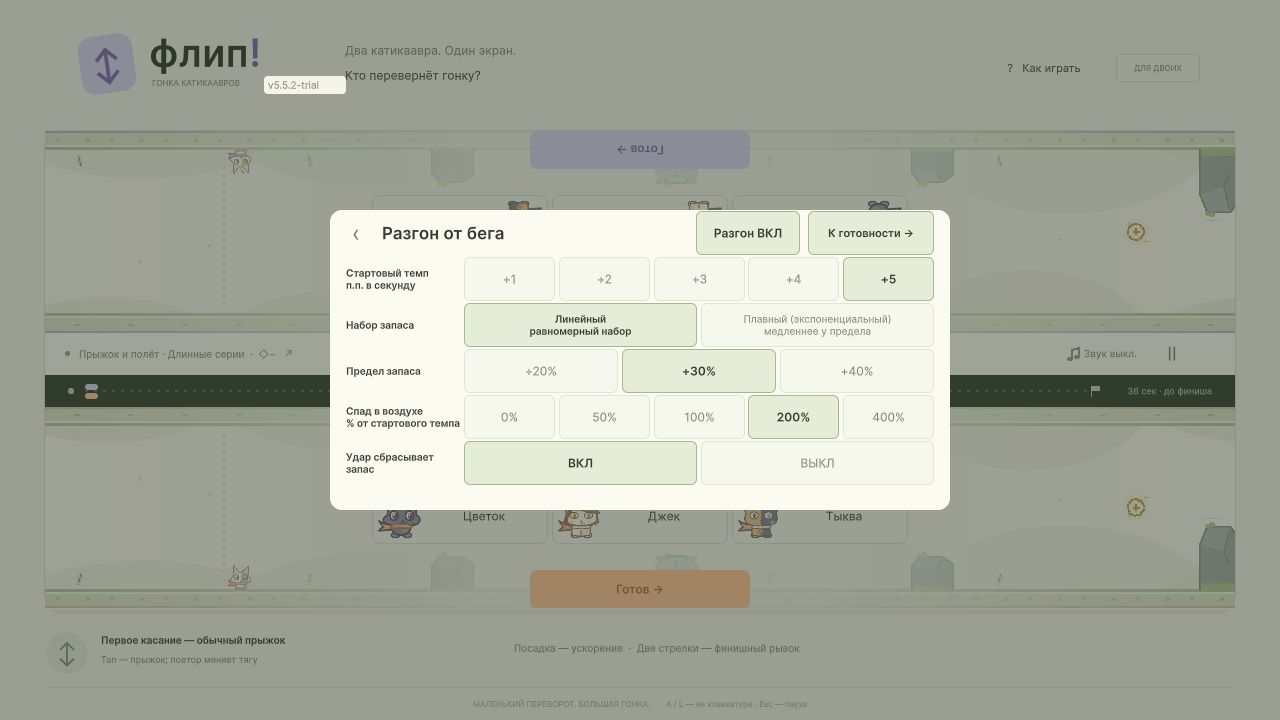 флип!
ГОНКА КАТИКААВРОВ
v5.5.2-trial
Два катикаавра. Один экран.
Кто перевернёт гонку?
? Как играть
ДЛЯ ДВОИХ
Готов →
‹ Разгон от бега
Разгон ВКЛ
К готовности →
Стартовый темп
п.п. в секунду
+1 +2 +3 +4 +5
Набор запаса
Линейный
равномерный набор
Плавный (экспоненциальный)
медленнее у предела
Предел запаса
+20% +30% +40%
Спад в воздухе
% от стартового темпа
0% 50% 100% 200% 400%
Удар сбрасывает
запас
ВКЛ ВЫКЛ
Прыжок и полёт · Длинные серии · ◇– ↗
Звук выкл.
36 сек · до финиша
Цветок
Джек
Тыква
Готов →
Первое касание — обычный прыжок
Тап — прыжок; повтор меняет тягу
Посадка — ускорение · Две стрелки — финишный рывок
МАЛЕНЬКИЙ ПЕРЕВОРОТ. БОЛЬШАЯ ГОНКА.
A / L — на клавиатуре · Esc — пауза